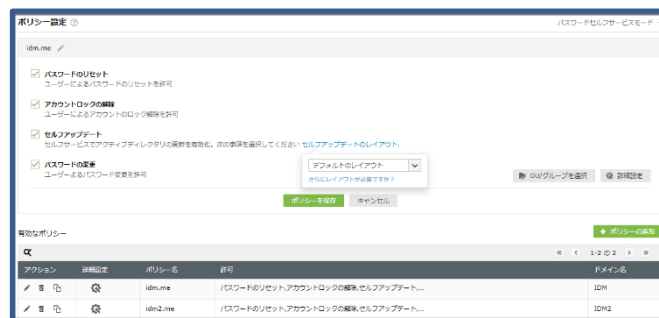 ポリシー設定
パスワードセルフサービスモード
idm.me
パスワードのリセット
ユーザーによるパスワードのリセットを許可
アカウントロックの解除
ユーザーによるアカウントのロック解除を許可
セルフアップデート
セルフサービスでアクティブディレクトリの更新を有効化。次の事項を選択してください セルフアップデートのレイアウト.
パスワードの変更
ユーザーよるパスワード変更を許可
デフォルトのレイアウト
さらにレイアウトが必要ですか？
OU/グループを選択 詳細設定
ポリシーを保存 キャンセル
有効なポリシー
+ ポリシーの追加
1-2 の 2
アクション 詳細設定 ポリシー名 許可 ドメイン名
idm.me パスワードのリセット,アカウントロックの解除,セルフアップデート,... IDM
idm2.me パスワードのリセット,アカウントロックの解除,セルフアップデート,... IDM2